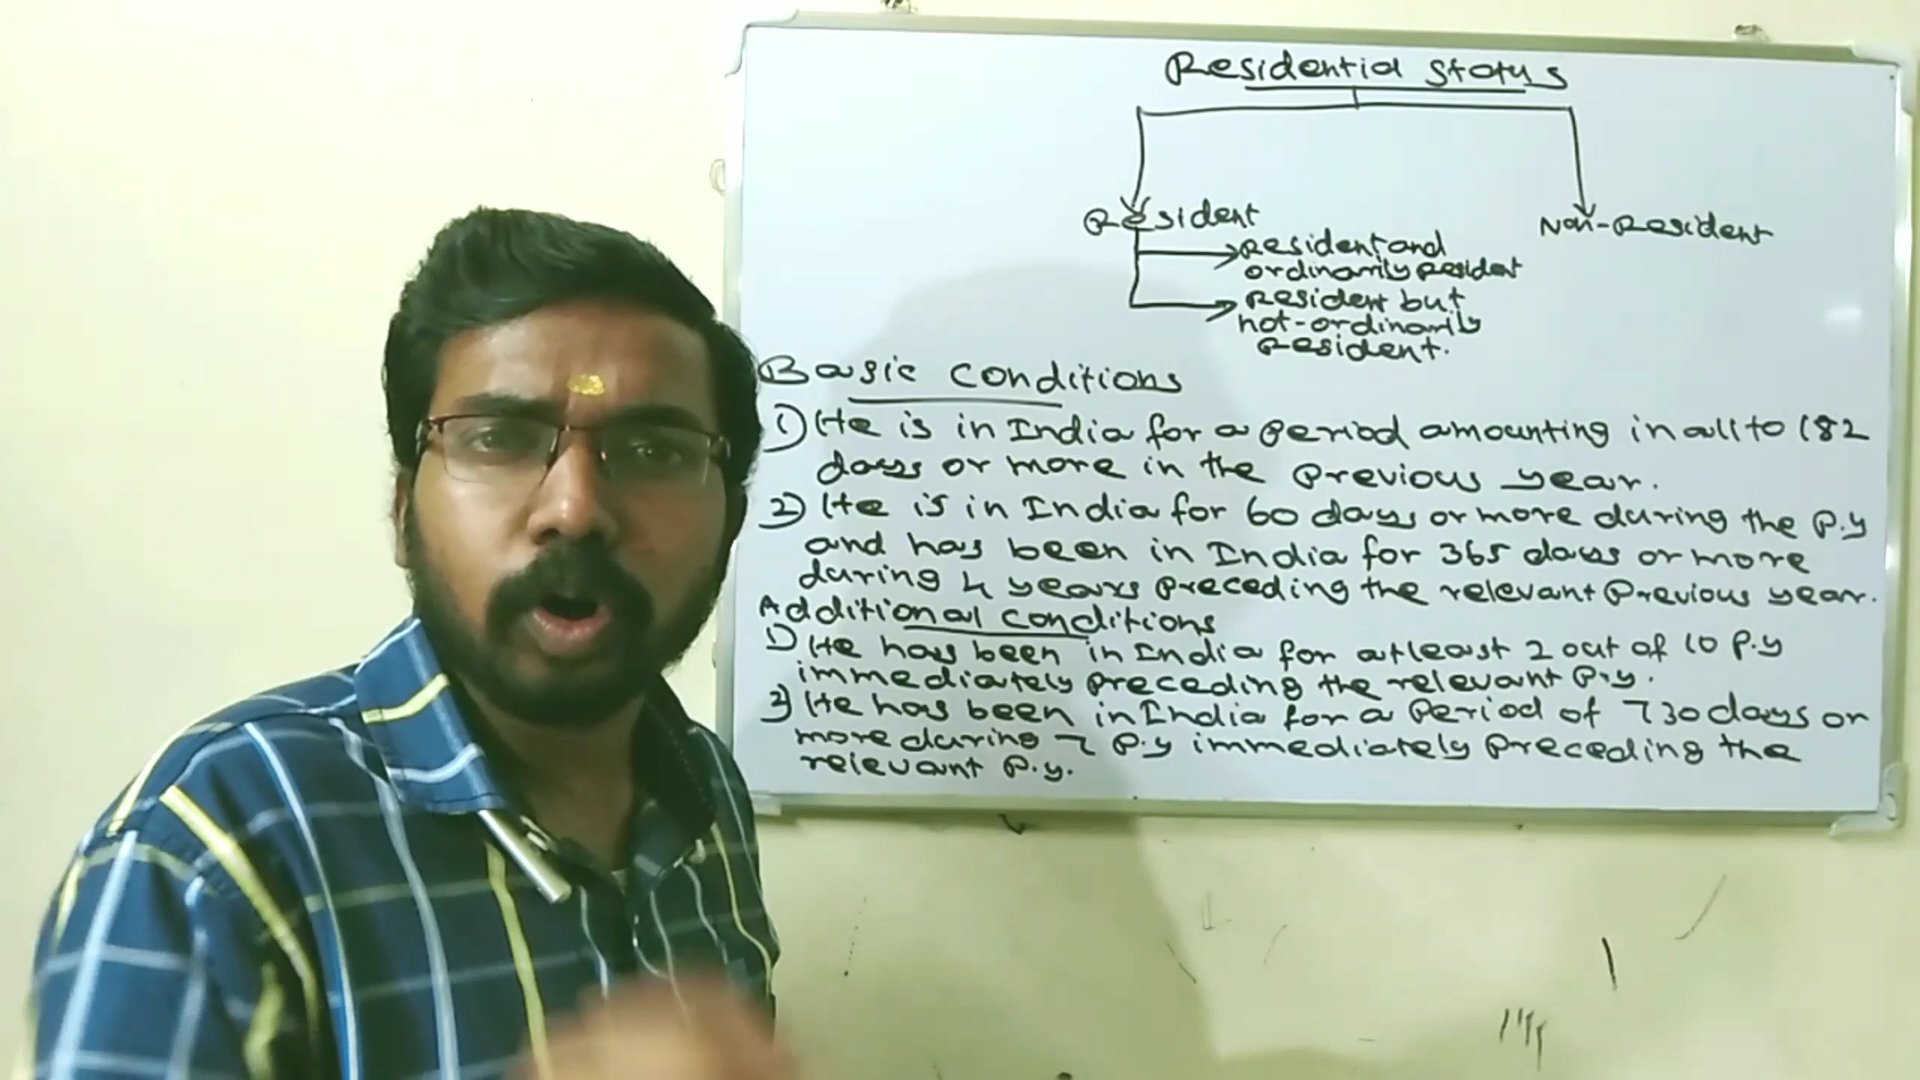 Residential Status
Resident
Non-Resident
Resident and
ordinarily Resident
Resident but
not-ordinarily
Resident.
Basic conditions
1) He is in India for a period amounting in all to 182
days or more in the previous year.
2) He is in India for 60 days or more during the P.y
and has been in India for 365 days or more
during 4 years preceding the relevant Previous year.
Additional conditions
1) He has been in India for atleast 2 out of 10 P.y
immediately preceding the relevant P.y.
2) He has been in India for a Period of 730 days or
more during 7 P.y immediately preceding the
relevant P.y.